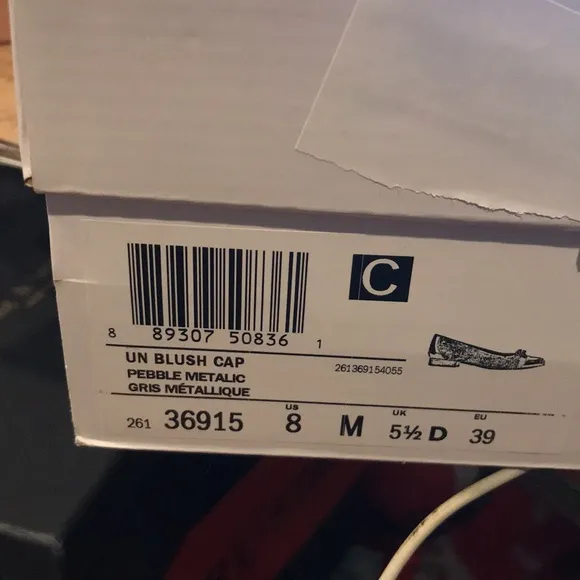 C
8 89307 50836 1
UN BLUSH CAP
261369154055
PEBBLE METALIC
GRIS MÉTALLIQUE
US UK EU
261 36915 8 M 5½ D 39